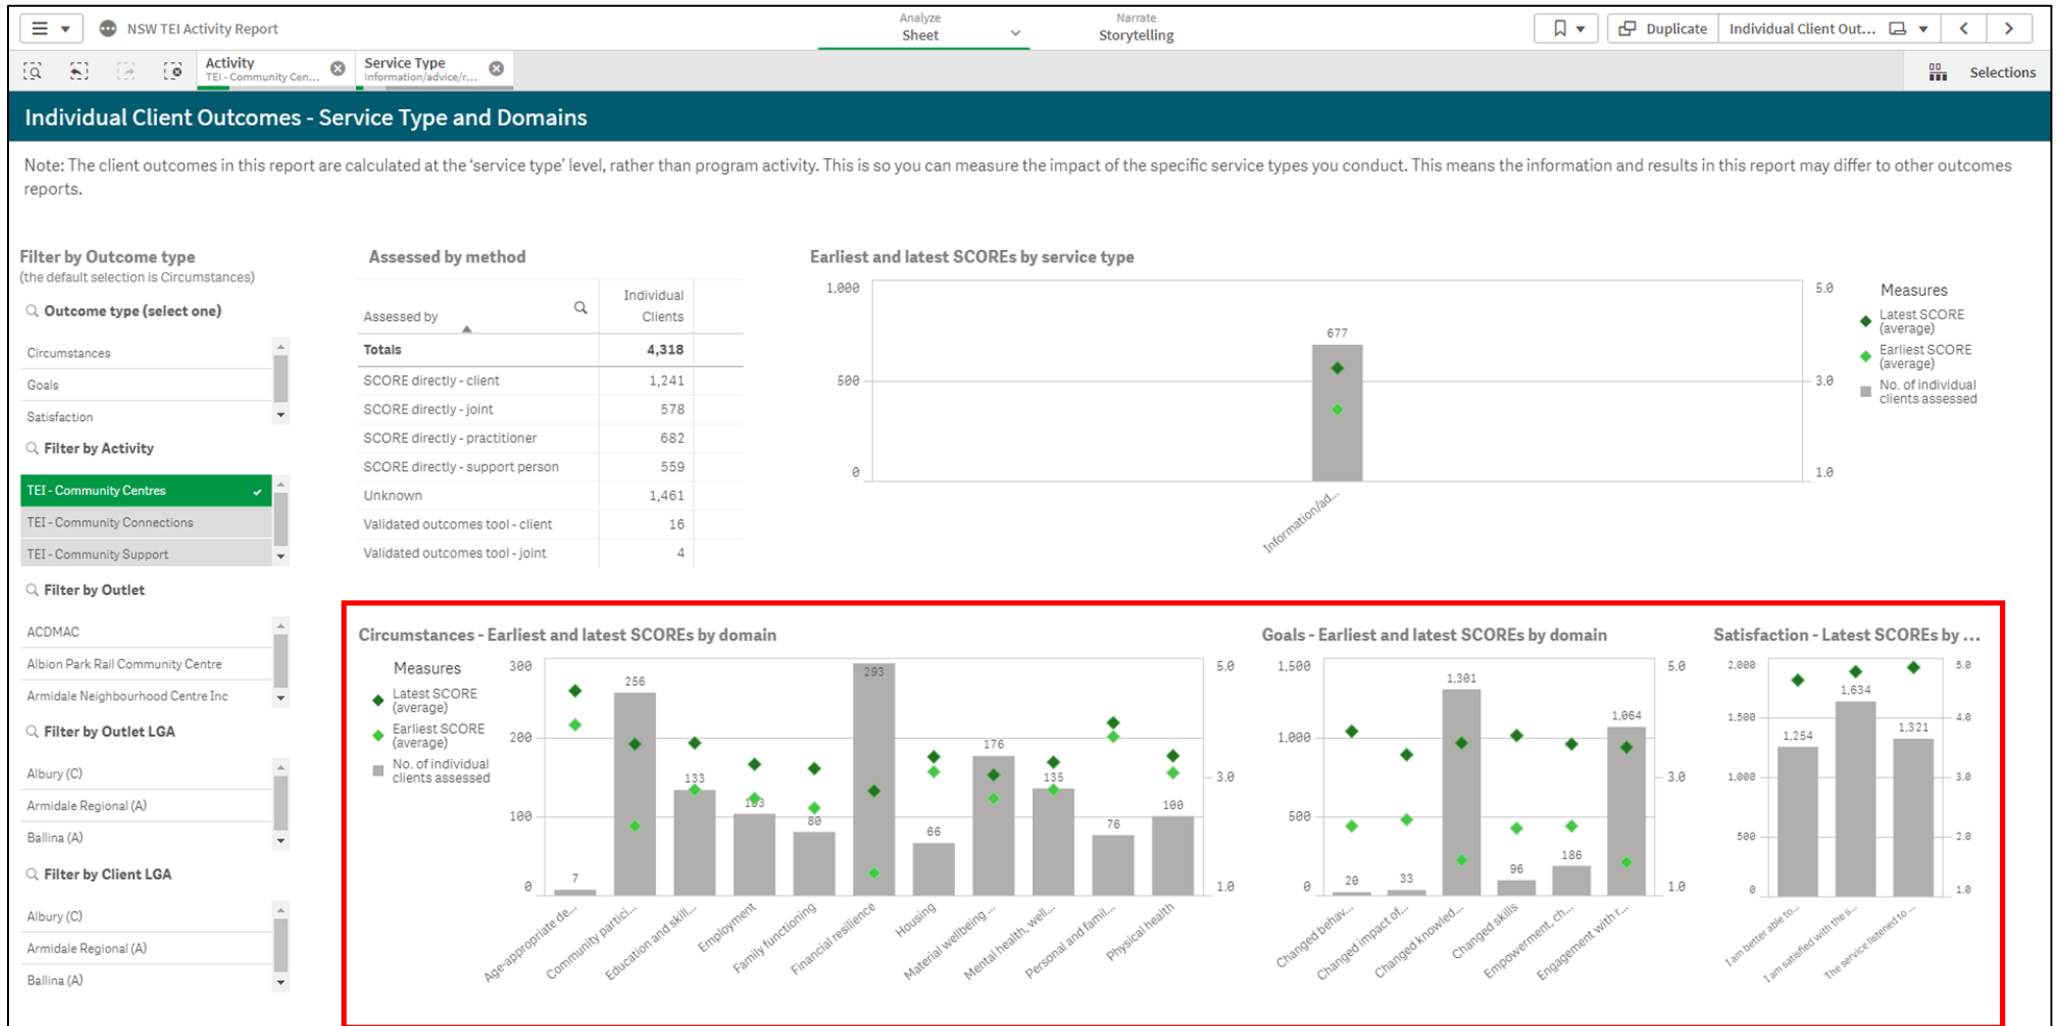 NSW TEI Activity Report
Analyze
Sheet
Narrate
Storytelling
Duplicate
Individual Client Out...
Activity
TEI - Community Cen...
Service Type
Information/advice/r...
Selections
Individual Client Outcomes - Service Type and Domains
Note: The client outcomes in this report are calculated at the ‘service type’ level, rather than program activity. This is so you can measure the impact of the specific service types you conduct. This means the information and results in this report may differ to other outcomes
reports.
Filter by Outcome type
(the default selection is Circumstances)
Outcome type (select one)
Circumstances
Goals
Satisfaction
Filter by Activity
TEI - Community Centres
TEI - Community Connections
TEI - Community Support
Filter by Outlet
ACDMAC
Albion Park Rail Community Centre
Armidale Neighbourhood Centre Inc
Filter by Outlet LGA
Albury (C)
Armidale Regional (A)
Ballina (A)
Filter by Client LGA
Albury (C)
Armidale Regional (A)
Ballina (A)
Assessed by method
Assessed by
Individual
Clients
Totals 4,318
SCORE directly - client 1,241
SCORE directly - joint 578
SCORE directly - practitioner 682
SCORE directly - support person 559
Unknown 1,461
Validated outcomes tool - client 16
Validated outcomes tool - joint 4
Earliest and latest SCOREs by service type
1,000
500
0
677
5.0
3.0
1.0
Information/ad...
Measures
Latest SCORE
(average)
Earliest SCORE
(average)
No. of individual
clients assessed
Circumstances - Earliest and latest SCOREs by domain
Measures
Latest SCORE
(average)
Earliest SCORE
(average)
No. of individual
clients assessed
300
200
100
0
7
256
133
103
80
293
66
176
135
76
100
5.0
3.0
1.0
Age-appropriate de...
Community partici...
Education and skill...
Employment
Family functioning
Financial resilience
Housing
Material wellbeing ...
Mental health, well...
Personal and famil...
Physical health
Goals - Earliest and latest SCOREs by domain
1,500
1,000
500
0
20
33
1,301
96
186
1,064
5.0
3.0
1.0
Changed behav...
Changed impact of...
Changed knowled...
Changed skills
Empowerment, ch...
Engagement with r...
Satisfaction - Latest SCOREs by ...
2,000
1,500
1,000
500
0
1,254
1,634
1,321
5.0
4.0
3.0
2.0
1.0
I am better able to...
I am satisfied with the s...
The service listened to ...